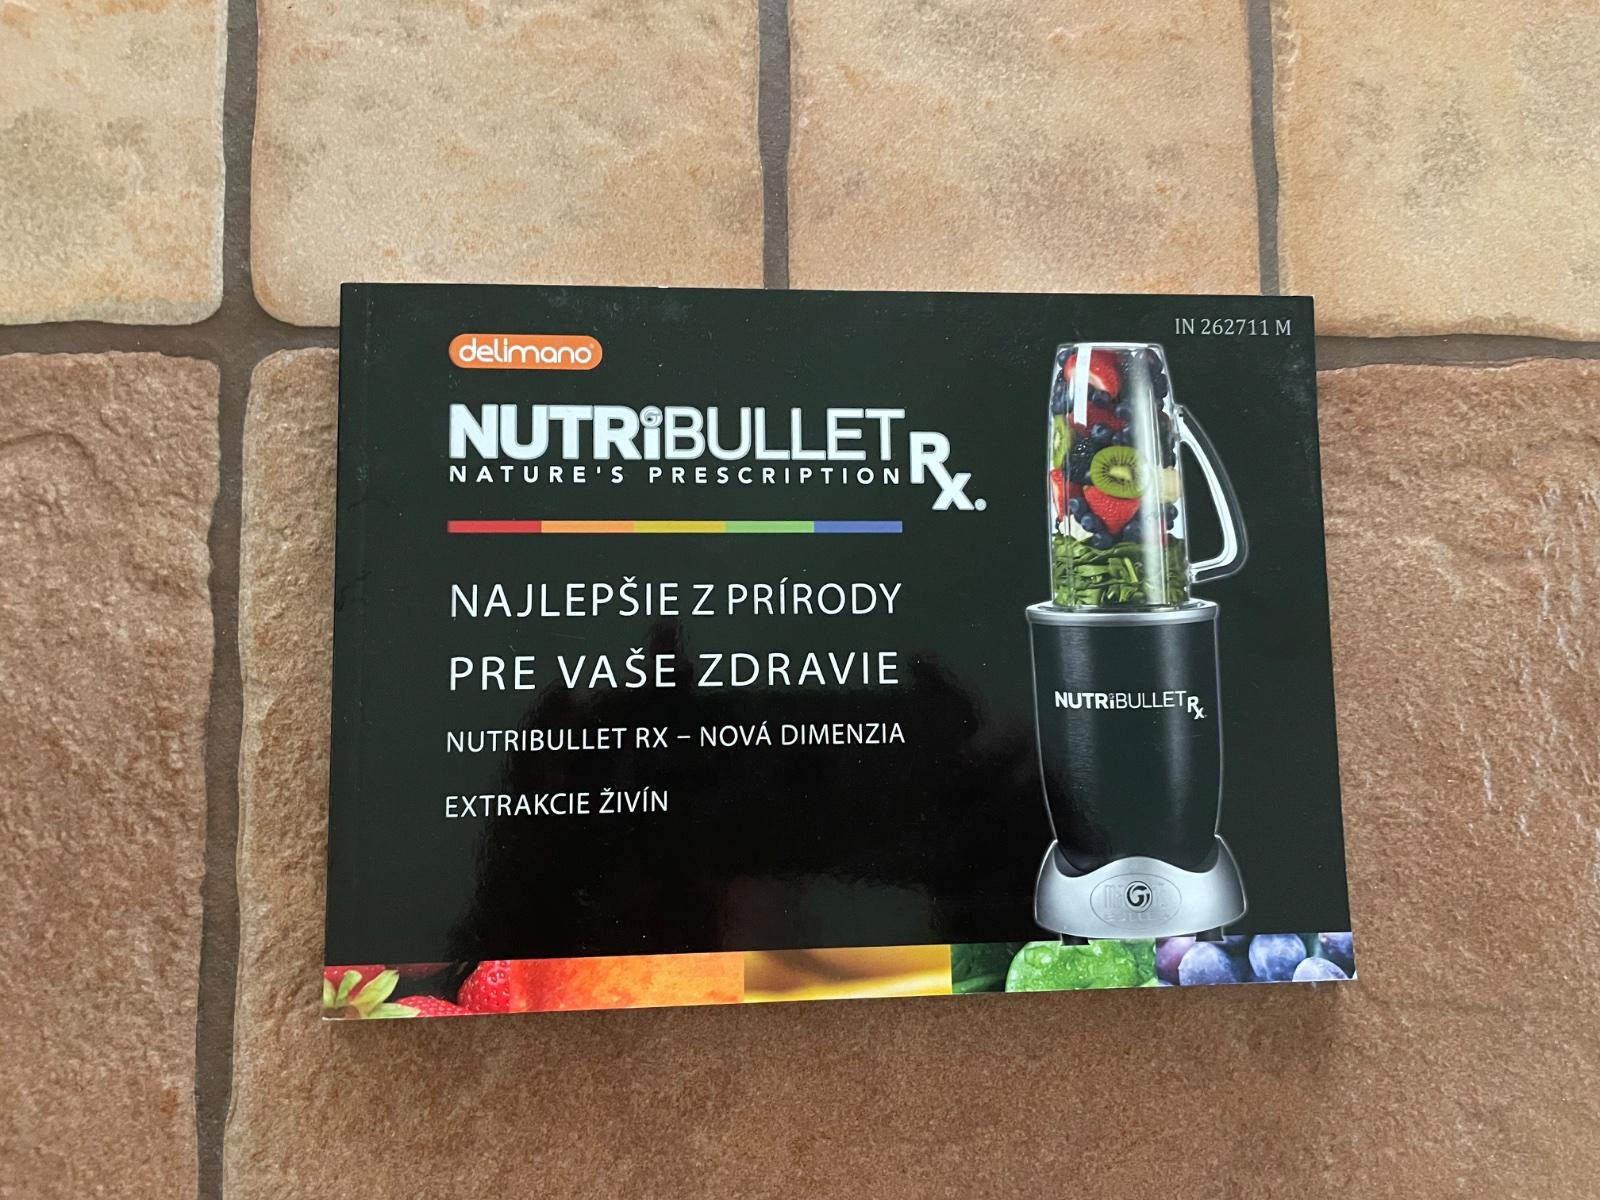 IN 262711 M
delimano®
NUTRiBULLET Rx®
NATURE'S PRESCRIPTION
NAJLEPŠIE Z PRÍRODY
PRE VAŠE ZDRAVIE
NUTRIBULLET RX – NOVÁ DIMENZIA
EXTRAKCIE ŽIVÍN
NUTRiBULLET Rx
BULLET